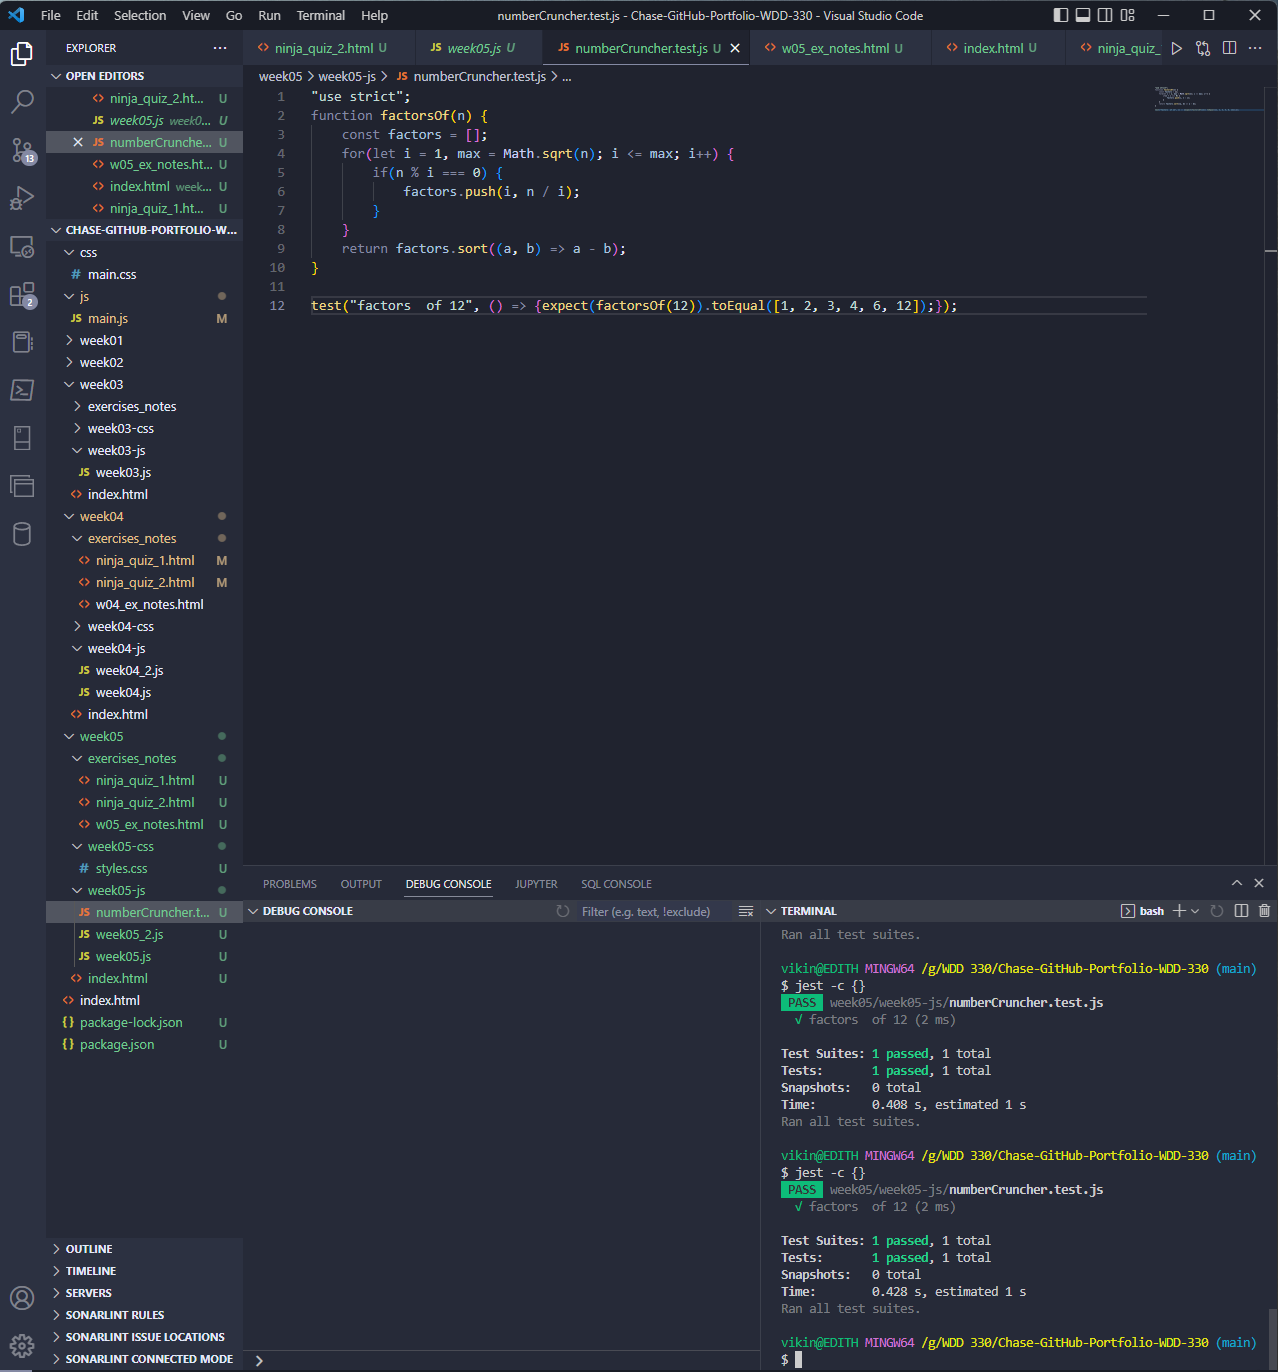 File Edit Selection View Go Run Terminal Help numberCruncher.test.js - Chase-GitHub-Portfolio-WDD-330 - Visual Studio Code
EXPLORER ···
OPEN EDITORS
ninja_quiz_2.ht... U
week05.js week0... U
numberCrunche... U
w05_ex_notes.ht... U
index.html week... U
ninja_quiz_1.ht... U
CHASE-GITHUB-PORTFOLIO-W...
css
main.css
js
main.js M
week01
week02
week03
exercises_notes
week03-css
week03-js
week03.js
index.html
week04
exercises_notes
ninja_quiz_1.html M
ninja_quiz_2.html M
w04_ex_notes.html
week04-css
week04-js
week04_2.js
week04.js
index.html
week05
exercises_notes
ninja_quiz_1.html U
ninja_quiz_2.html U
w05_ex_notes.html U
week05-css
styles.css U
week05-js
numberCruncher.t... U
week05_2.js U
week05.js U
index.html U
index.html
package-lock.json U
package.json U
OUTLINE
TIMELINE
SERVERS
SONARLINT RULES
SONARLINT ISSUE LOCATIONS
SONARLINT CONNECTED MODE
13
2
ninja_quiz_2.html U week05.js U numberCruncher.test.js U w05_ex_notes.html U index.html U ninja_quiz_
week05 > week05-js > JS numberCruncher.test.js > ...
1 "use strict";
2 function factorsOf(n) {
3 const factors = [];
4 for(let i = 1, max = Math.sqrt(n); i <= max; i++) {
5 if(n % i === 0) {
6 factors.push(i, n / i);
7 }
8 }
9 return factors.sort((a, b) => a - b);
10 }
11
12 test("factors  of 12", () => {expect(factorsOf(12)).toEqual([1, 2, 3, 4, 6, 12]);});
PROBLEMS OUTPUT DEBUG CONSOLE JUPYTER SQL CONSOLE
DEBUG CONSOLE Filter (e.g. text, !exclude)
TERMINAL bash
Ran all test suites.
vikin@EDITH MINGW64 /g/WDD 330/Chase-GitHub-Portfolio-WDD-330 (main)
$ jest -c {}
PASS week05/week05-js/numberCruncher.test.js
√ factors  of 12 (2 ms)
Test Suites: 1 passed, 1 total
Tests: 1 passed, 1 total
Snapshots: 0 total
Time: 0.408 s, estimated 1 s
Ran all test suites.
vikin@EDITH MINGW64 /g/WDD 330/Chase-GitHub-Portfolio-WDD-330 (main)
$ jest -c {}
PASS week05/week05-js/numberCruncher.test.js
√ factors  of 12 (2 ms)
Test Suites: 1 passed, 1 total
Tests: 1 passed, 1 total
Snapshots: 0 total
Time: 0.428 s, estimated 1 s
Ran all test suites.
vikin@EDITH MINGW64 /g/WDD 330/Chase-GitHub-Portfolio-WDD-330 (main)
$